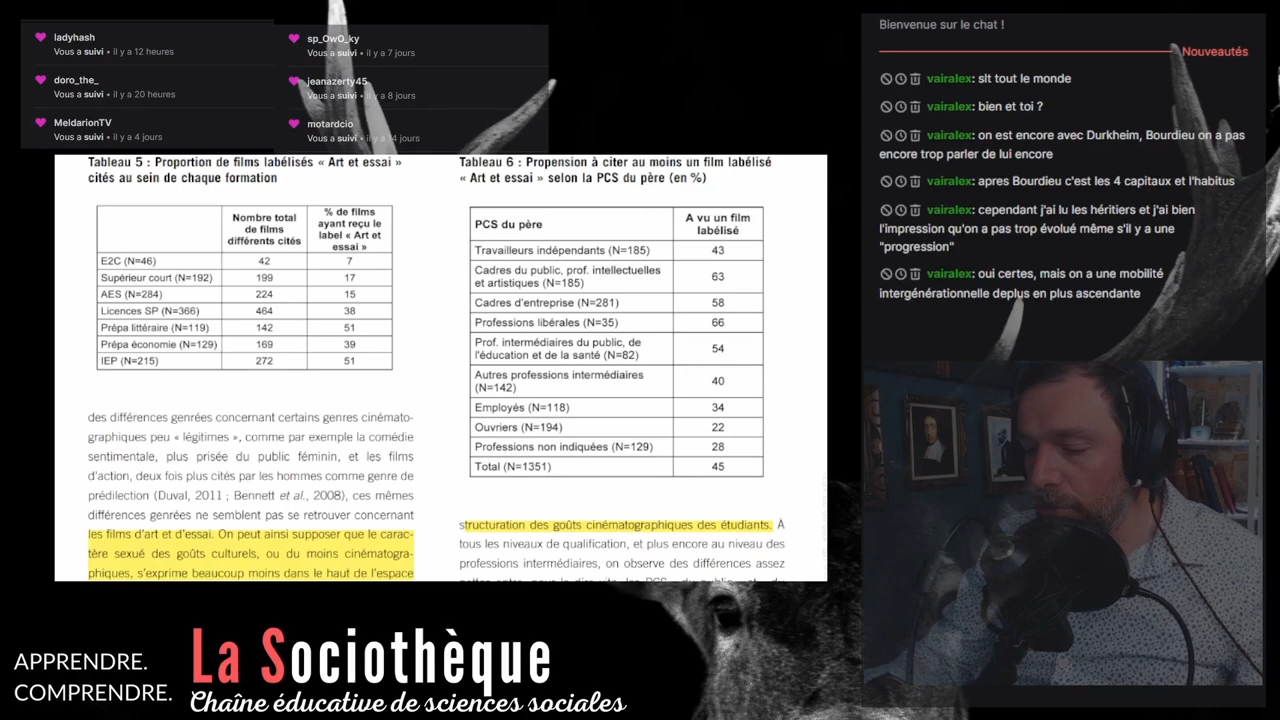 ladyhash
Vous a suivi • il y a 12 heures
doro_the_
Vous a suivi • il y a 20 heures
MeldarionTV
Vous a suivi • il y a 4 jours
sp_OwO_ky
Vous a suivi • il y a 7 jours
jeanazerty45
Vous a suivi • il y a 8 jours
motardcio
Vous a suivi • il y a 14 jours
Tableau 5 : Proportion de films labélisés « Art et essai »
cités au sein de chaque formation
Nombre total
de films
différents cités
% de films
ayant reçu le
label « Art et
essai »
E2C (N=46) 42 7
Supérieur court (N=192) 199 17
AES (N=284) 224 15
Licences SP (N=366) 464 38
Prépa littéraire (N=119) 142 51
Prépa économie (N=129) 169 39
IEP (N=215) 272 51
des différences genrées concernant certains genres cinémato-
graphiques peu « légitimes », comme par exemple la comédie
sentimentale, plus prisée du public féminin, et les films
d'action, deux fois plus cités par les hommes comme genre de
prédilection (Duval, 2011 ; Bennett et al., 2008), ces mêmes
différences genrées ne semblent pas se retrouver concernant
les films d'art et d'essai. On peut ainsi supposer que le carac-
tère sexué des goûts culturels, ou du moins cinématogra-
phiques, s'exprime beaucoup moins dans le haut de l'espace
Tableau 6 : Propension à citer au moins un film labélisé
« Art et essai » selon la PCS du père (en %)
PCS du père
A vu un film
labélisé
Travailleurs indépendants (N=185) 43
Cadres du public, prof. intellectuelles
et artistiques (N=185) 63
Cadres d'entreprise (N=281) 58
Professions libérales (N=35) 66
Prof. intermédiaires du public, de
l'éducation et de la santé (N=82) 54
Autres professions intermédiaires
(N=142) 40
Employés (N=118) 34
Ouvriers (N=194) 22
Professions non indiquées (N=129) 28
Total (N=1351) 45
structuration des goûts cinématographiques des étudiants. À
tous les niveaux de qualification, et plus encore au niveau des
professions intermédiaires, on observe des différences assez
Bienvenue sur le chat !
Nouveautés
vairalex: slt tout le monde
vairalex: bien et toi ?
vairalex: on est encore avec Durkheim, Bourdieu on a pas
encore trop parler de lui encore
vairalex: apres Bourdieu c'est les 4 capitaux et l'habitus
vairalex: cependant j'ai lu les héritiers et j'ai bien
l'impression qu'on a pas trop évolué même s'il y a une
"progression"
vairalex: oui certes, mais on a une mobilité
intergénérationnelle deplus en plus ascendante
APPRENDRE.
COMPRENDRE.
La Sociothèque
Chaîne éducative de sciences sociales